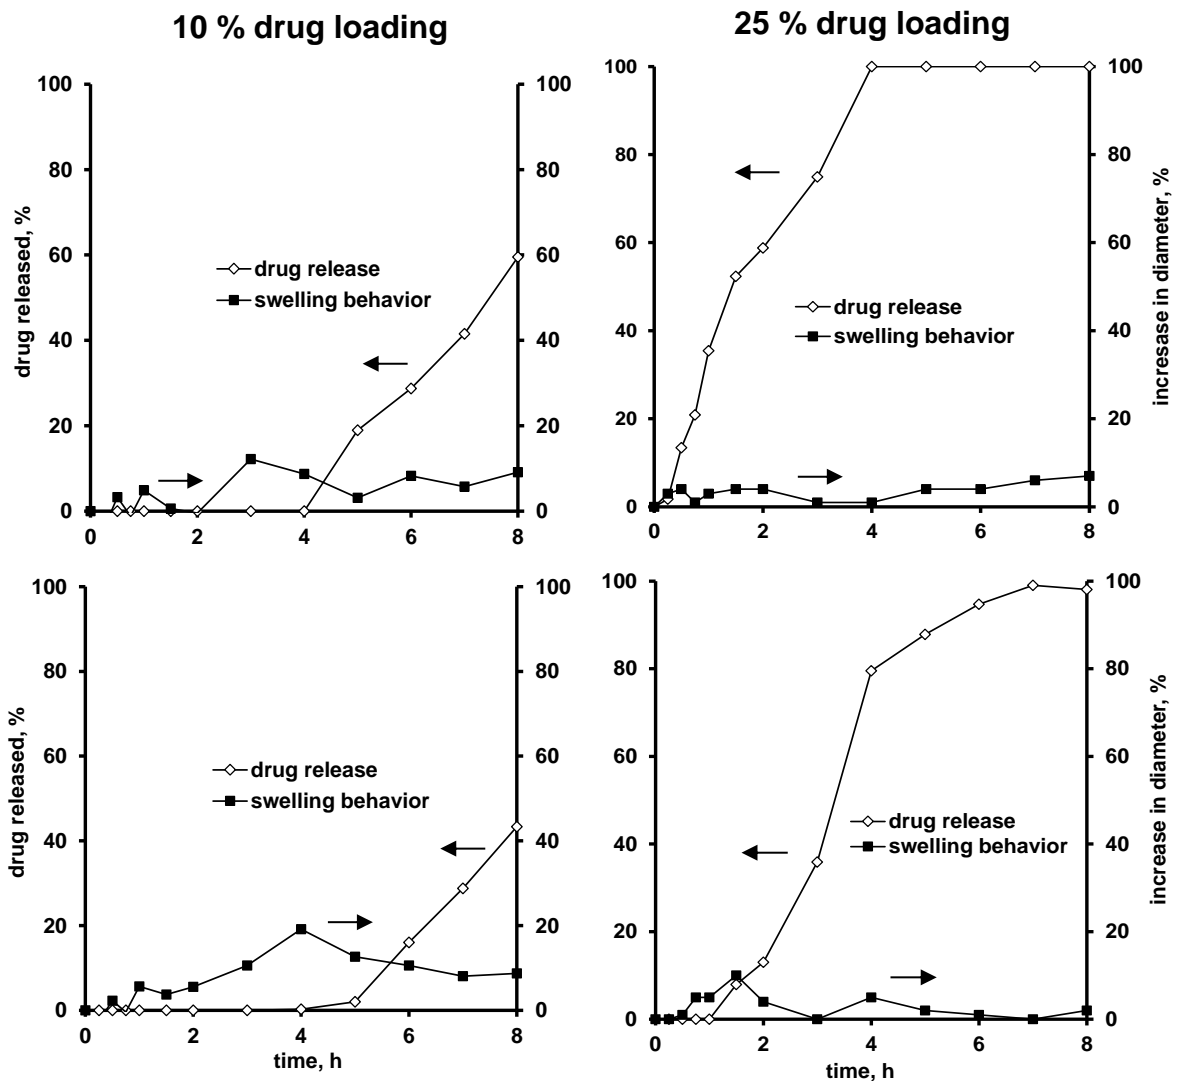 10 % drug loading
25 % drug loading
drug released, %
100
80
60
40
20
0
0 2 4 6 8
100
80
60
40
20
0
drug release
swelling behavior
100
80
60
40
20
0
0 2 4 6 8
100
80
60
40
20
0
incresase in diameter, %
drug release
swelling behavior
drug released, %
100
80
60
40
20
0
0 2 4 6 8
time, h
100
80
60
40
20
0
drug release
swelling behavior
100
80
60
40
20
0
0 2 4 6 8
time, h
100
80
60
40
20
0
increase in diameter, %
drug release
swelling behavior